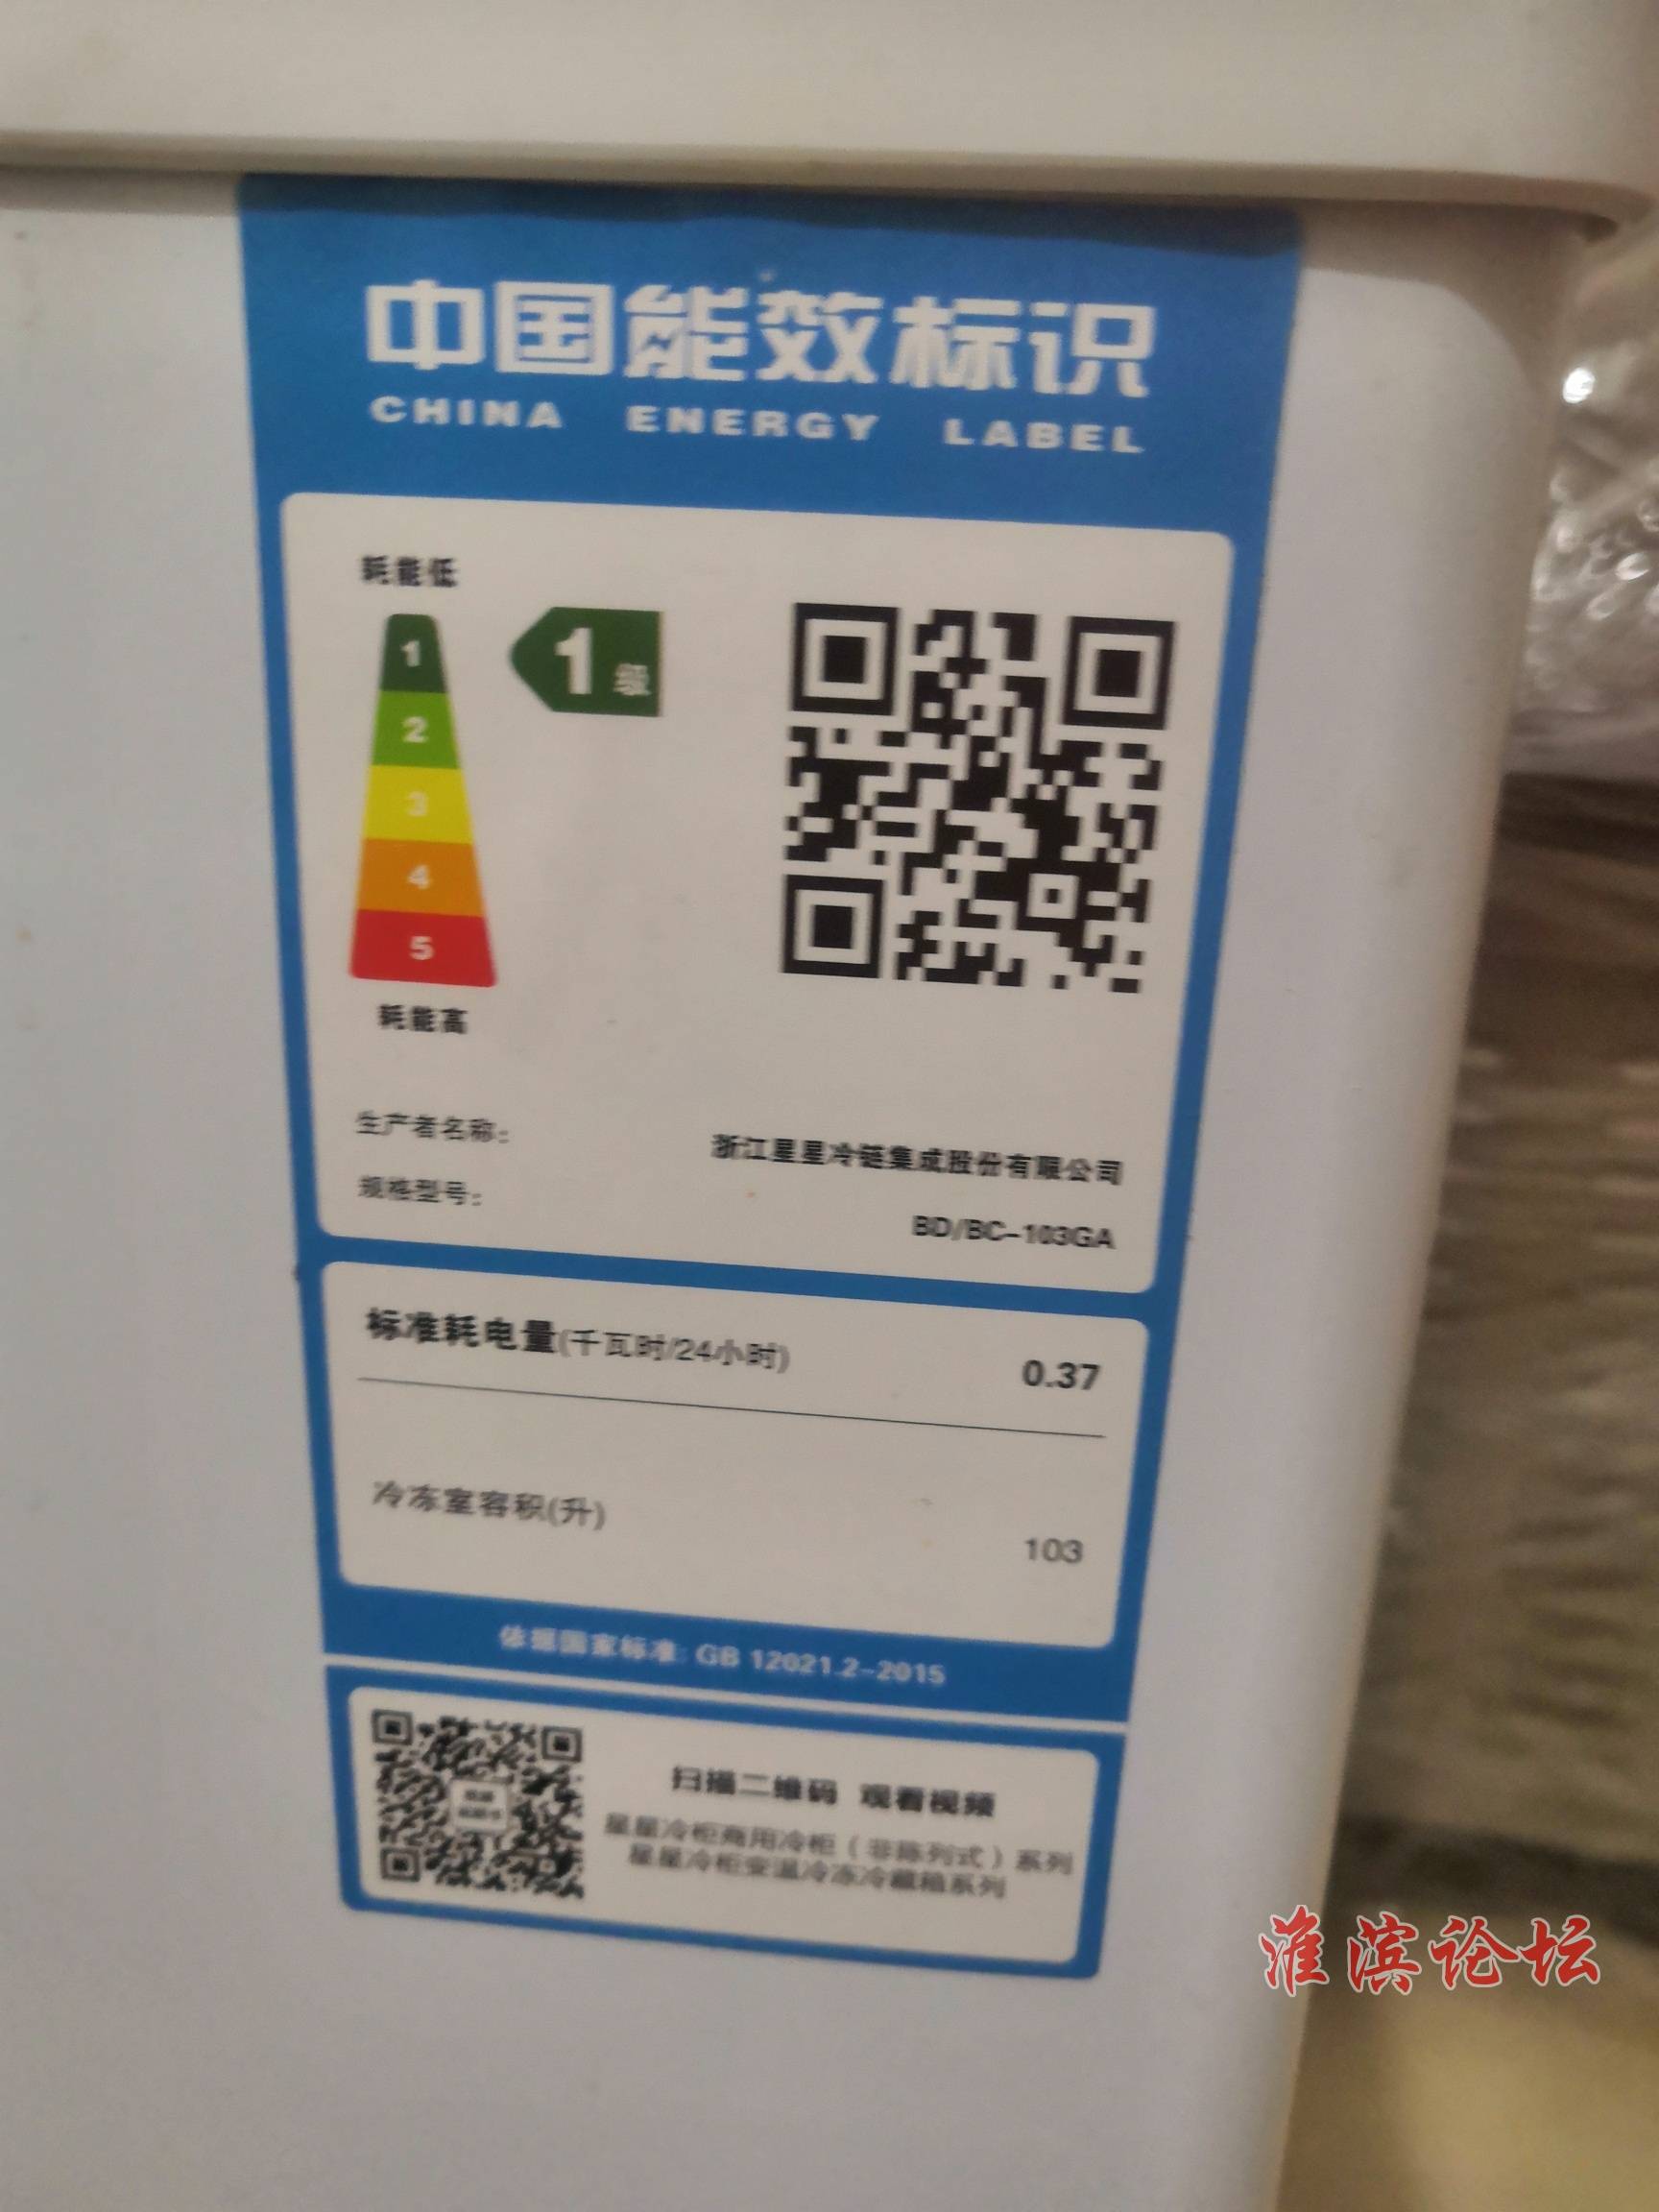 中国能效标识
CHINA ENERGY LABEL
耗能低
1
1级
2
3
4
5
耗能高
生产者名称:
浙江星星冷链集成股份有限公司
规格型号:
BD/BC-103GA
标准耗电量(千瓦时/24小时)
0.37
冷冻室容积(升)
103
依据国家标准: GB 12021.2-2015
扫描二维码 观看视频
星星冷柜商用冷柜(非陈列式)系列
星星冷柜变温冷冻冷藏箱系列
淮滨论坛